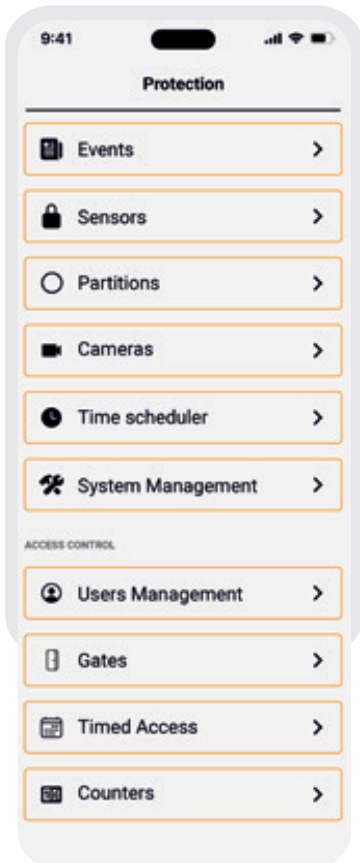 9:41
Protection
Events
Sensors
Partitions
Cameras
Time scheduler
System Management
ACCESS CONTROL
Users Management
Gates
Timed Access
Counters